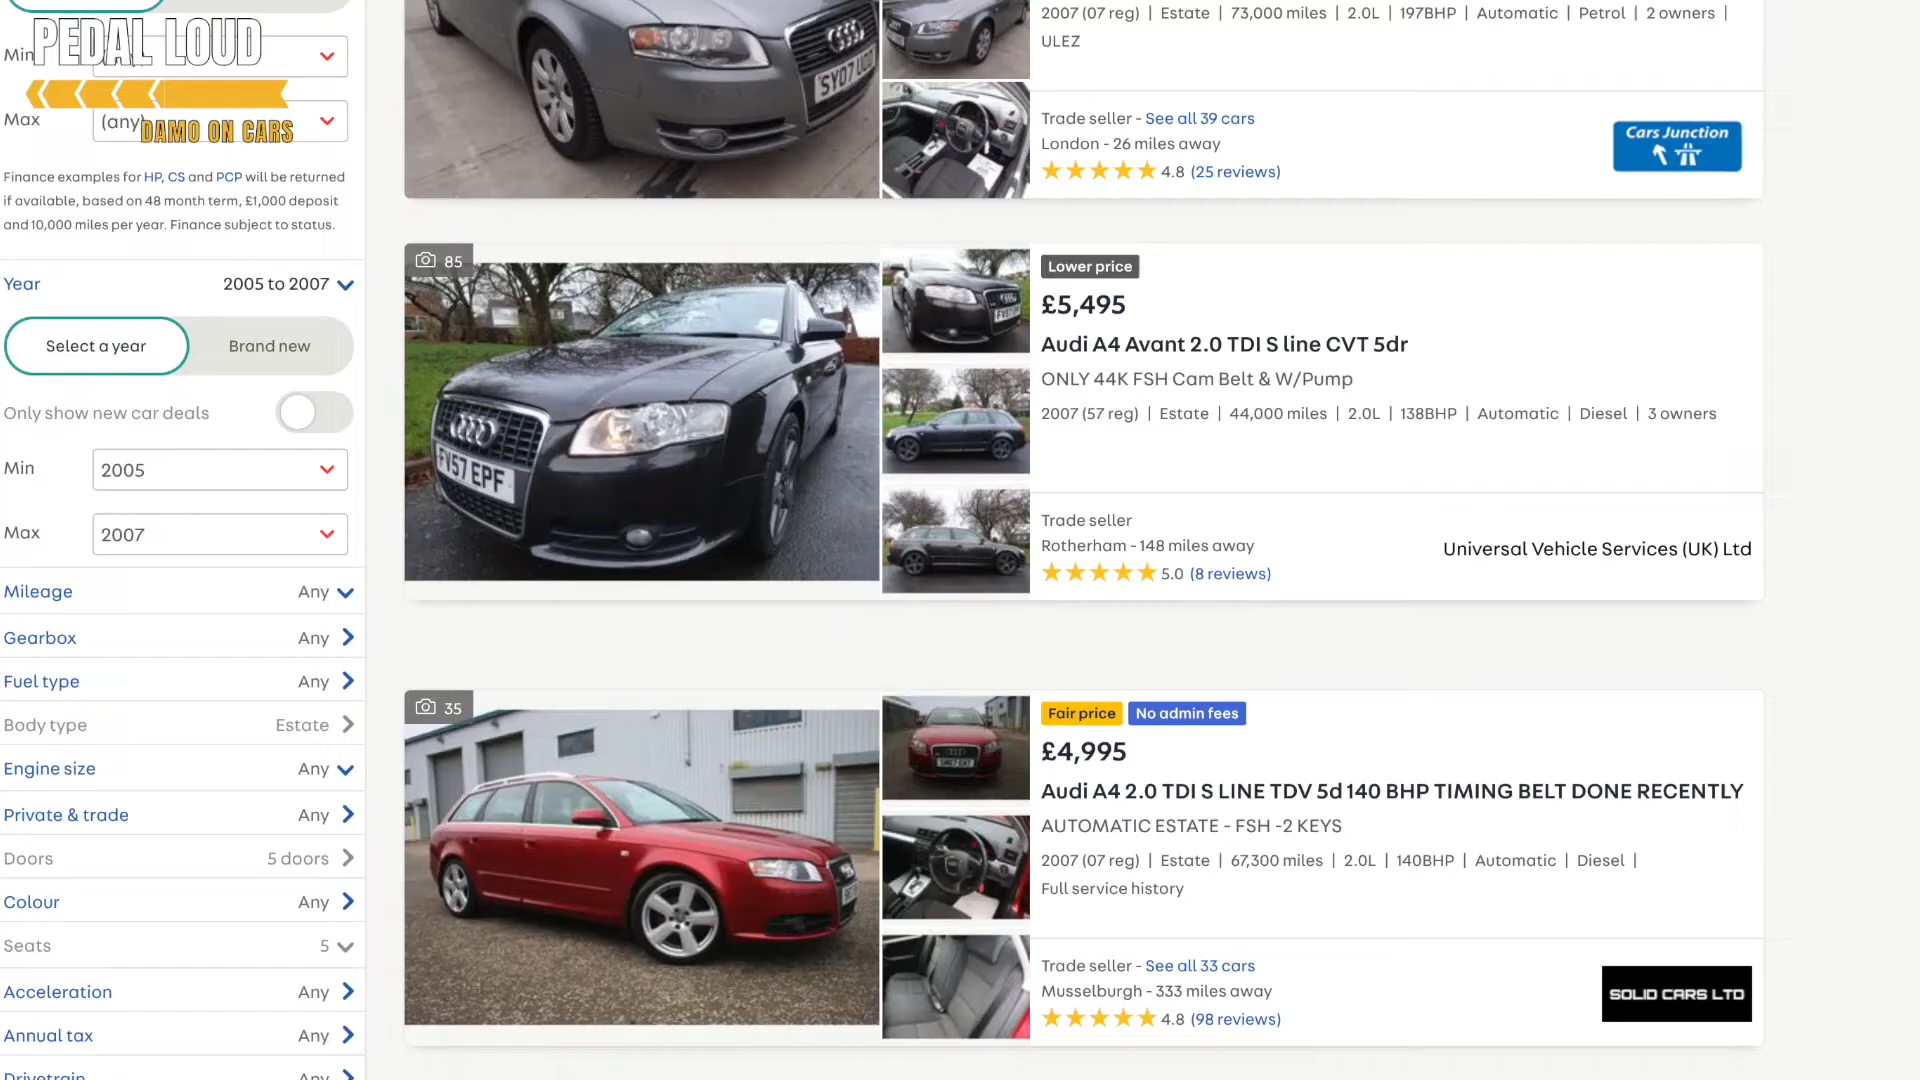 PEDAL LOUD
DAMO ON CARS
Min
Max
(any)
Finance examples for HP, CS and PCP will be returned
if available, based on 48 month term, £1,000 deposit
and 10,000 miles per year. Finance subject to status.
Year
2005 to 2007
Select a year
Brand new
Only show new car deals
Min
2005
Max
2007
Mileage
Any
Gearbox
Any
Fuel type
Any
Body type
Estate
Engine size
Any
Private & trade
Any
Doors
5 doors
Colour
Any
Seats
5
Acceleration
Any
Annual tax
Any
Drivetrain
Any
2007 (07 reg) | Estate | 73,000 miles | 2.0L | 197BHP | Automatic | Petrol | 2 owners |
ULEZ
Trade seller - See all 39 cars
London - 26 miles away
4.8 (25 reviews)
Cars Junction
85
FV57 EPF
Lower price
£5,495
Audi A4 Avant 2.0 TDI S line CVT 5dr
ONLY 44K FSH Cam Belt & W/Pump
2007 (57 reg) | Estate | 44,000 miles | 2.0L | 138BHP | Automatic | Diesel | 3 owners
Trade seller
Rotherham - 148 miles away
5.0 (8 reviews)
Universal Vehicle Services (UK) Ltd
35
Fair price
No admin fees
£4,995
Audi A4 2.0 TDI S LINE TDV 5d 140 BHP TIMING BELT DONE RECENTLY
AUTOMATIC ESTATE - FSH -2 KEYS
2007 (07 reg) | Estate | 67,300 miles | 2.0L | 140BHP | Automatic | Diesel |
Full service history
Trade seller - See all 33 cars
Musselburgh - 333 miles away
4.8 (98 reviews)
SOLID CARS LTD